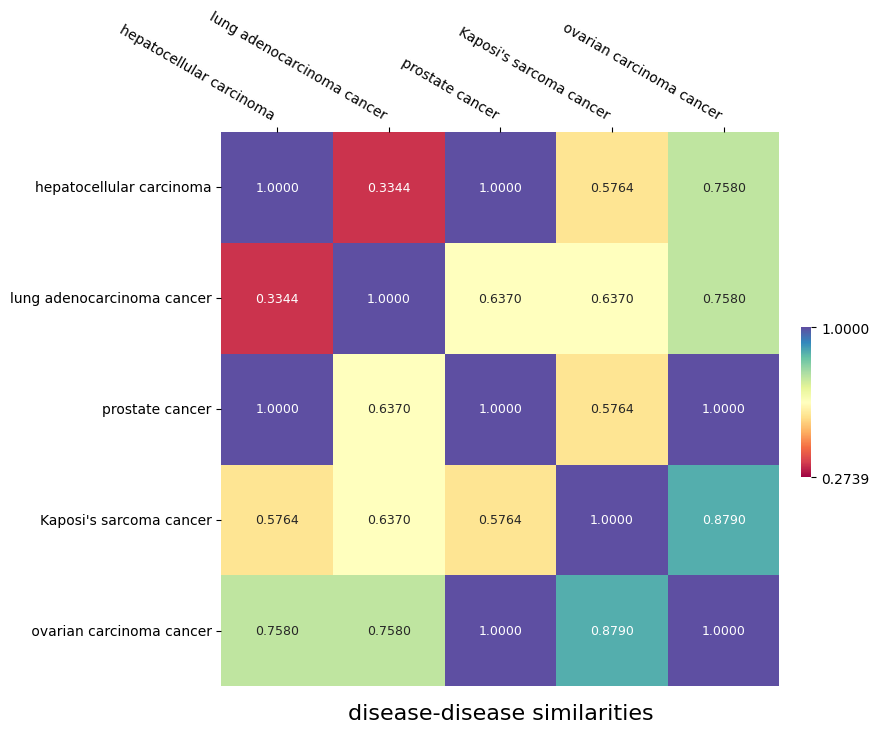 hepatocellular carcinoma
lung adenocarcinoma cancer
prostate cancer
Kaposi's sarcoma cancer
ovarian carcinoma cancer
hepatocellular carcinoma 1.0000 0.3344 1.0000 0.5764 0.7580
lung adenocarcinoma cancer 0.3344 1.0000 0.6370 0.6370 0.7580
prostate cancer 1.0000 0.6370 1.0000 0.5764 1.0000
Kaposi's sarcoma cancer 0.5764 0.6370 0.5764 1.0000 0.8790
ovarian carcinoma cancer 0.7580 0.7580 1.0000 0.8790 1.0000
1.0000
0.2739
disease-disease similarities